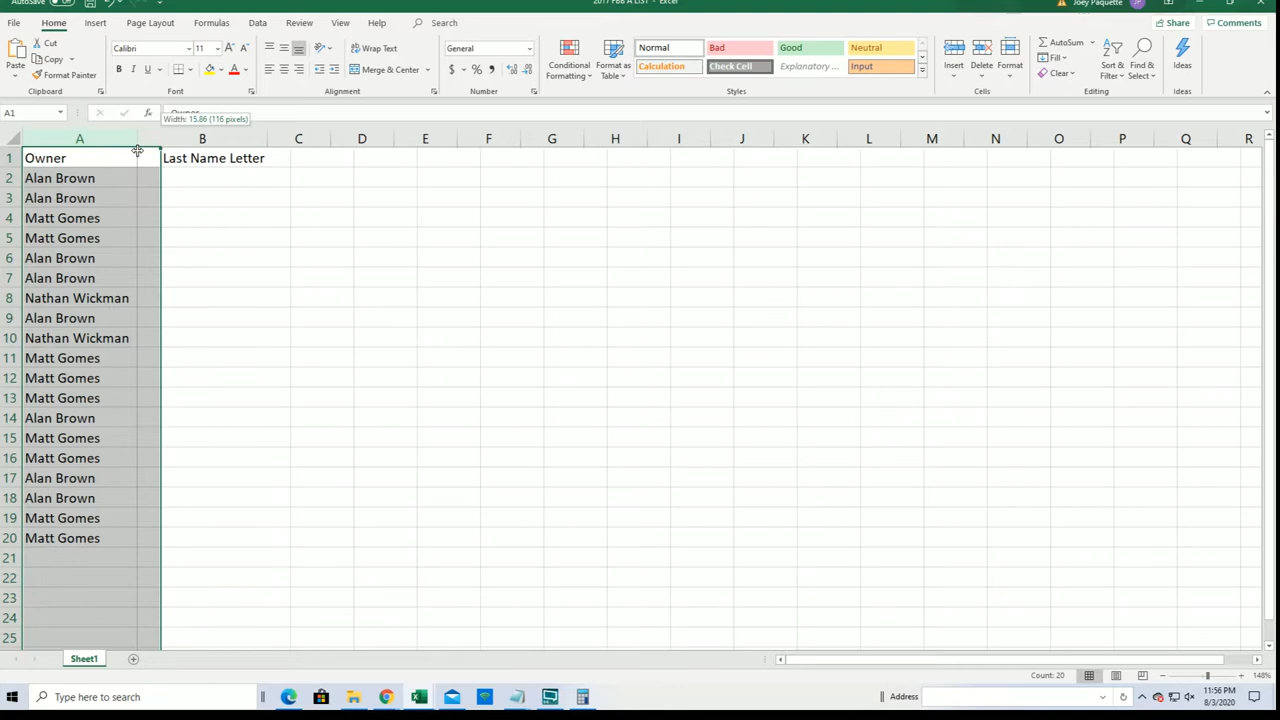 AutoSave Off 2017 FBB A LIST - Excel Joey Paquette JP
File Home Insert Page Layout Formulas Data Review View Help Search Share Comments
Paste Cut Copy Format Painter Clipboard
Calibri 11 A A B I U A Font
Wrap Text Merge & Center Alignment
General $ % , Number
Conditional Formatting Format as Table
Normal Bad Good Neutral
Calculation Check Cell Explanatory ... Input
Styles
Insert Delete Format Cells
AutoSum Fill Clear Sort & Filter Find & Select Editing
Ideas Ideas
A1 fx Owner
Width: 15.86 (116 pixels)
A B C D E F G H I J K L M N O P Q R
1 Owner Last Name Letter
2 Alan Brown
3 Alan Brown
4 Matt Gomes
5 Matt Gomes
6 Alan Brown
7 Alan Brown
8 Nathan Wickman
9 Alan Brown
10 Nathan Wickman
11 Matt Gomes
12 Matt Gomes
13 Matt Gomes
14 Alan Brown
15 Matt Gomes
16 Matt Gomes
17 Alan Brown
18 Alan Brown
19 Matt Gomes
20 Matt Gomes
21
22
23
24
25
Sheet1
Count: 20 148%
Type here to search Address 11:56 PM
8/3/2020